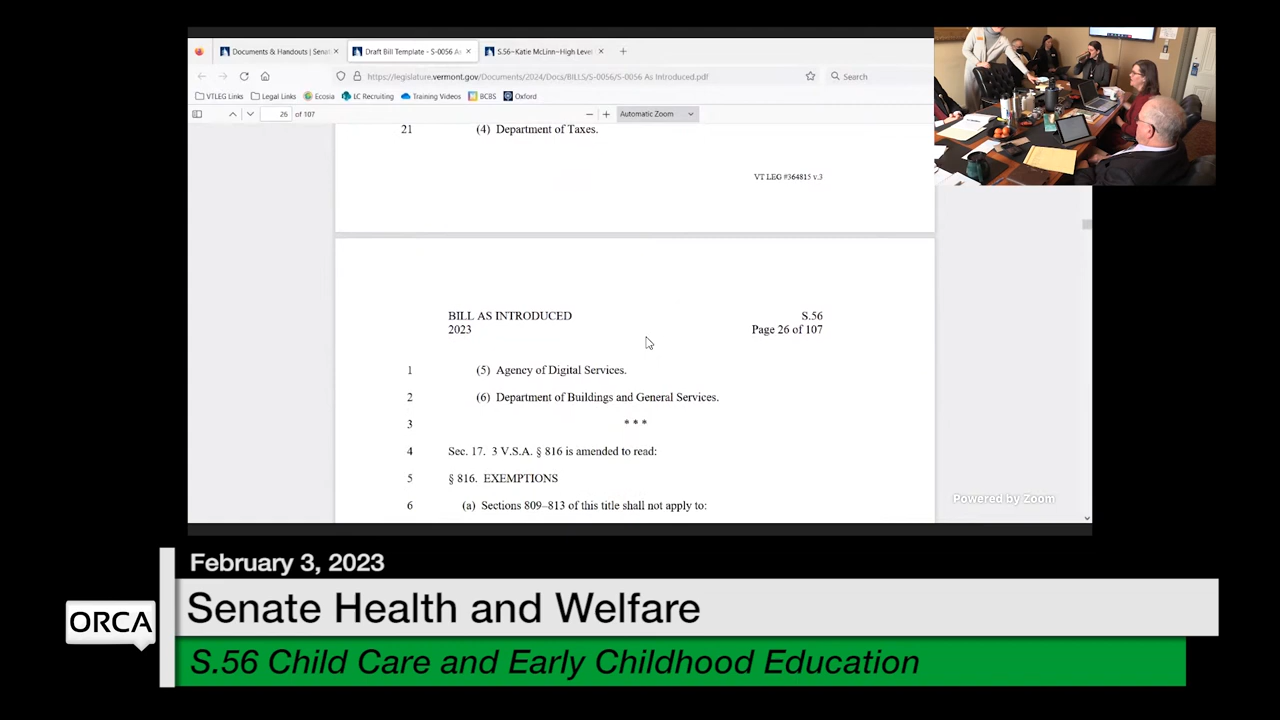 Documents & Handouts | Senat
Draft Bill Template - S-0056 As
S.56~Katie McLinn~High Level
https://legislature.vermont.gov/Documents/2024/Docs/BILLS/S-0056/S-0056 As Introduced.pdf
Search
VTLEG Links
Legal Links
Ecosia
LC Recruiting
Training Videos
BCBS
Oxford
26 of 107
Automatic Zoom
21 (4) Department of Taxes.
VT LEG #364815 v.3
BILL AS INTRODUCED S.56
2023 Page 26 of 107
1 (5) Agency of Digital Services.
2 (6) Department of Buildings and General Services.
3 * * *
4 Sec. 17. 3 V.S.A. § 816 is amended to read:
5 § 816. EXEMPTIONS
6 (a) Sections 809–813 of this title shall not apply to:
Powered by Zoom
February 3, 2023
ORCA
Senate Health and Welfare
S.56 Child Care and Early Childhood Education